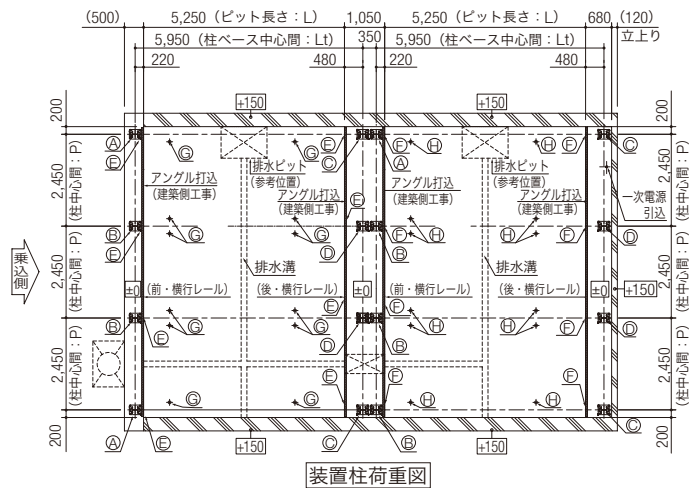 (500) 5,250（ピット長さ：L） 1,050 5,250（ピット長さ：L） 680 (120)
5,950（柱ベース中心間：Lt） 350 5,950（柱ベース中心間：Lt） 立上り
220 480 220 480
200 +150 +150 200
Ⓐ Ⓖ Ⓖ Ⓔ Ⓒ Ⓕ Ⓐ Ⓗ Ⓗ Ⓕ Ⓒ
Ⓔ
アングル打込
(建築側工事)
排水ピット
(参考位置)
アングル打込
(建築側工事)
Ⓔ
アングル打込
(建築側工事)
排水ピット
(参考位置)
アングル打込
(建築側工事)
一次電源
引込
2,450
(柱中心間：P)
2,450
(柱中心間：P)
Ⓑ Ⓖ Ⓖ Ⓓ Ⓑ Ⓗ Ⓗ Ⓕ Ⓓ
Ⓔ
乗込側
排水溝
排水溝
±0 (前・横行レール) (後・横行レール) ±0 (前・横行レール) (後・横行レール) ±0 +150
2,450
(柱中心間：P)
2,450
(柱中心間：P)
Ⓔ Ⓕ
Ⓑ Ⓔ Ⓖ Ⓖ Ⓓ Ⓑ Ⓗ Ⓗ Ⓕ Ⓓ
2,450
(柱中心間：P)
2,450
(柱中心間：P)
Ⓖ Ⓖ Ⓔ Ⓕ Ⓗ Ⓗ Ⓕ
200 Ⓐ Ⓔ +150 Ⓒ Ⓑ +150 Ⓒ 200
装置柱荷重図